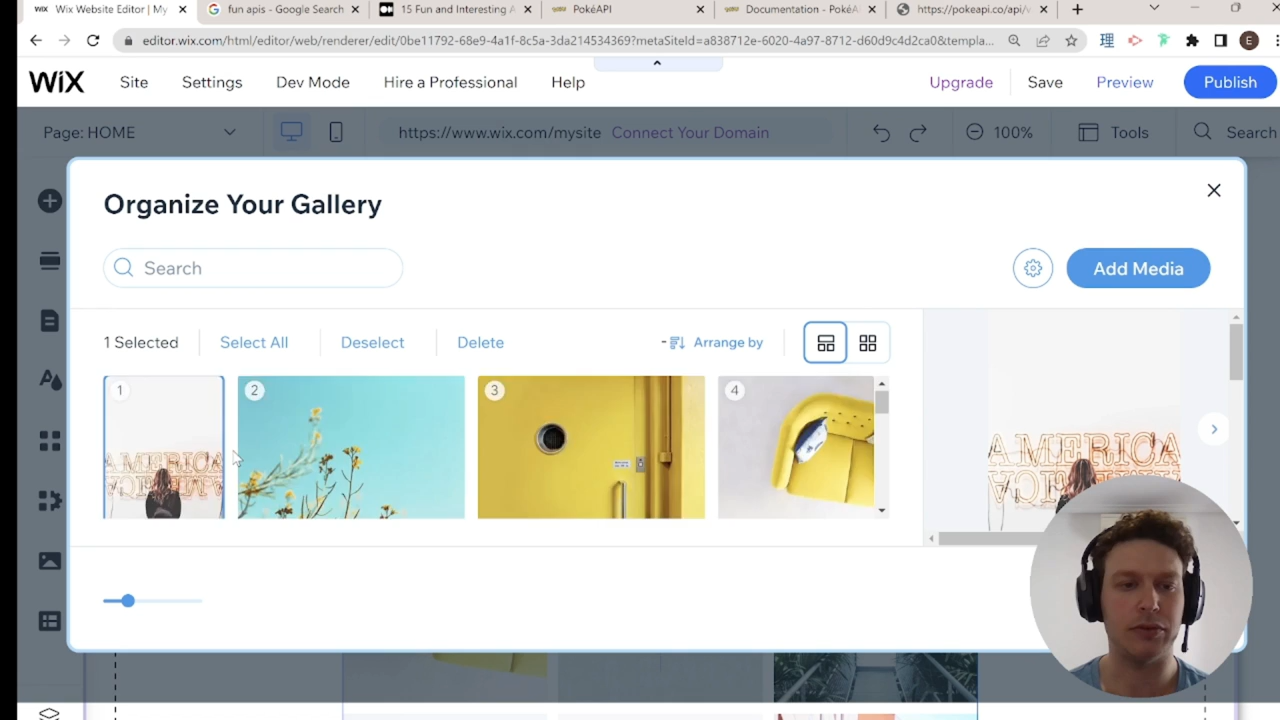 WiX Wix Website Editor | My fun apis - Google Search 15 Fun and Interesting A PokéAPI Documentation - PokéA https://pokeapi.co/api/v
editor.wix.com/html/editor/web/renderer/edit/0be11792-68e9-4a1f-8c5a-3da214534369?metaSiteId=a838712e-6020-4a97-8712-d60d9c4d2ca0&templa... 理 E
WiX Site Settings Dev Mode Hire a Professional Help Upgrade Save Preview Publish
Page: HOME https://www.wix.com/mysite Connect Your Domain 100% Tools Search
Organize Your Gallery
Search Add Media
1 Selected Select All Deselect Delete Arrange by
1 2 3 4
AMERICA AMERICA